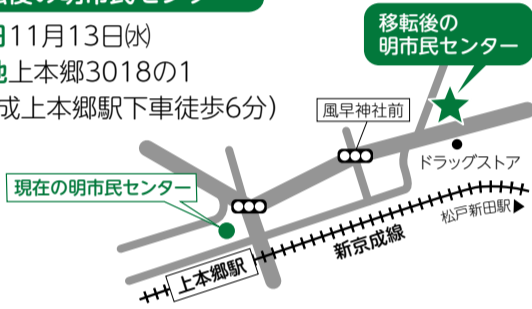 日11月13日㈬
地上本郷3018の1
成上本郷駅下車徒歩6分）
移転後の
明市民センター
風早神社前
ドラッグストア
現在の明市民センター
松戸新田駅▶
新京成線
上本郷駅